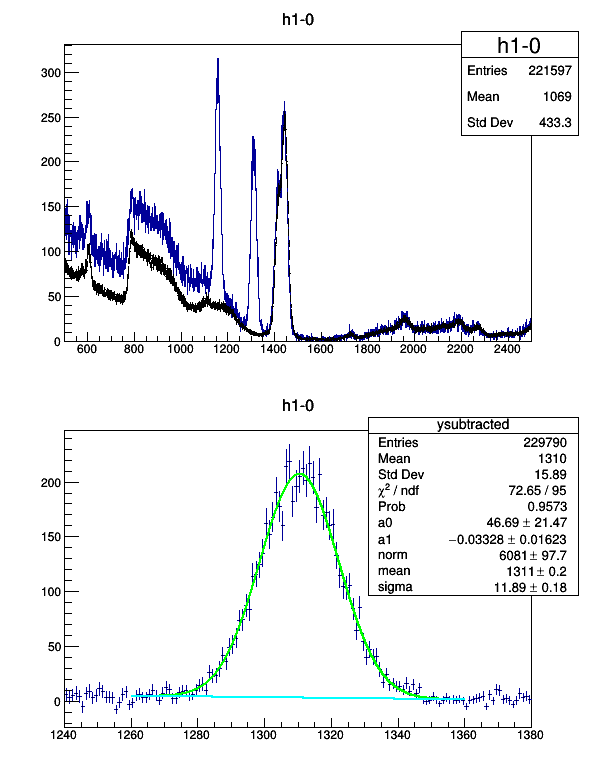 h1-0
h1-0
Entries 221597
Mean 1069
Std Dev 433.3
300
250
200
150
100
50
0
600 800 1000 1200 1400 1600 1800 2000 2200 2400
h1-0
ysubtracted
Entries 229790
Mean 1310
Std Dev 15.89
χ² / ndf 72.65 / 95
Prob 0.9573
a0 46.69 ± 21.47
a1 −0.03328 ± 0.01623
norm 6081 ± 97.7
mean 1311 ± 0.2
sigma 11.89 ± 0.18
200
150
100
50
0
1240 1260 1280 1300 1320 1340 1360 1380